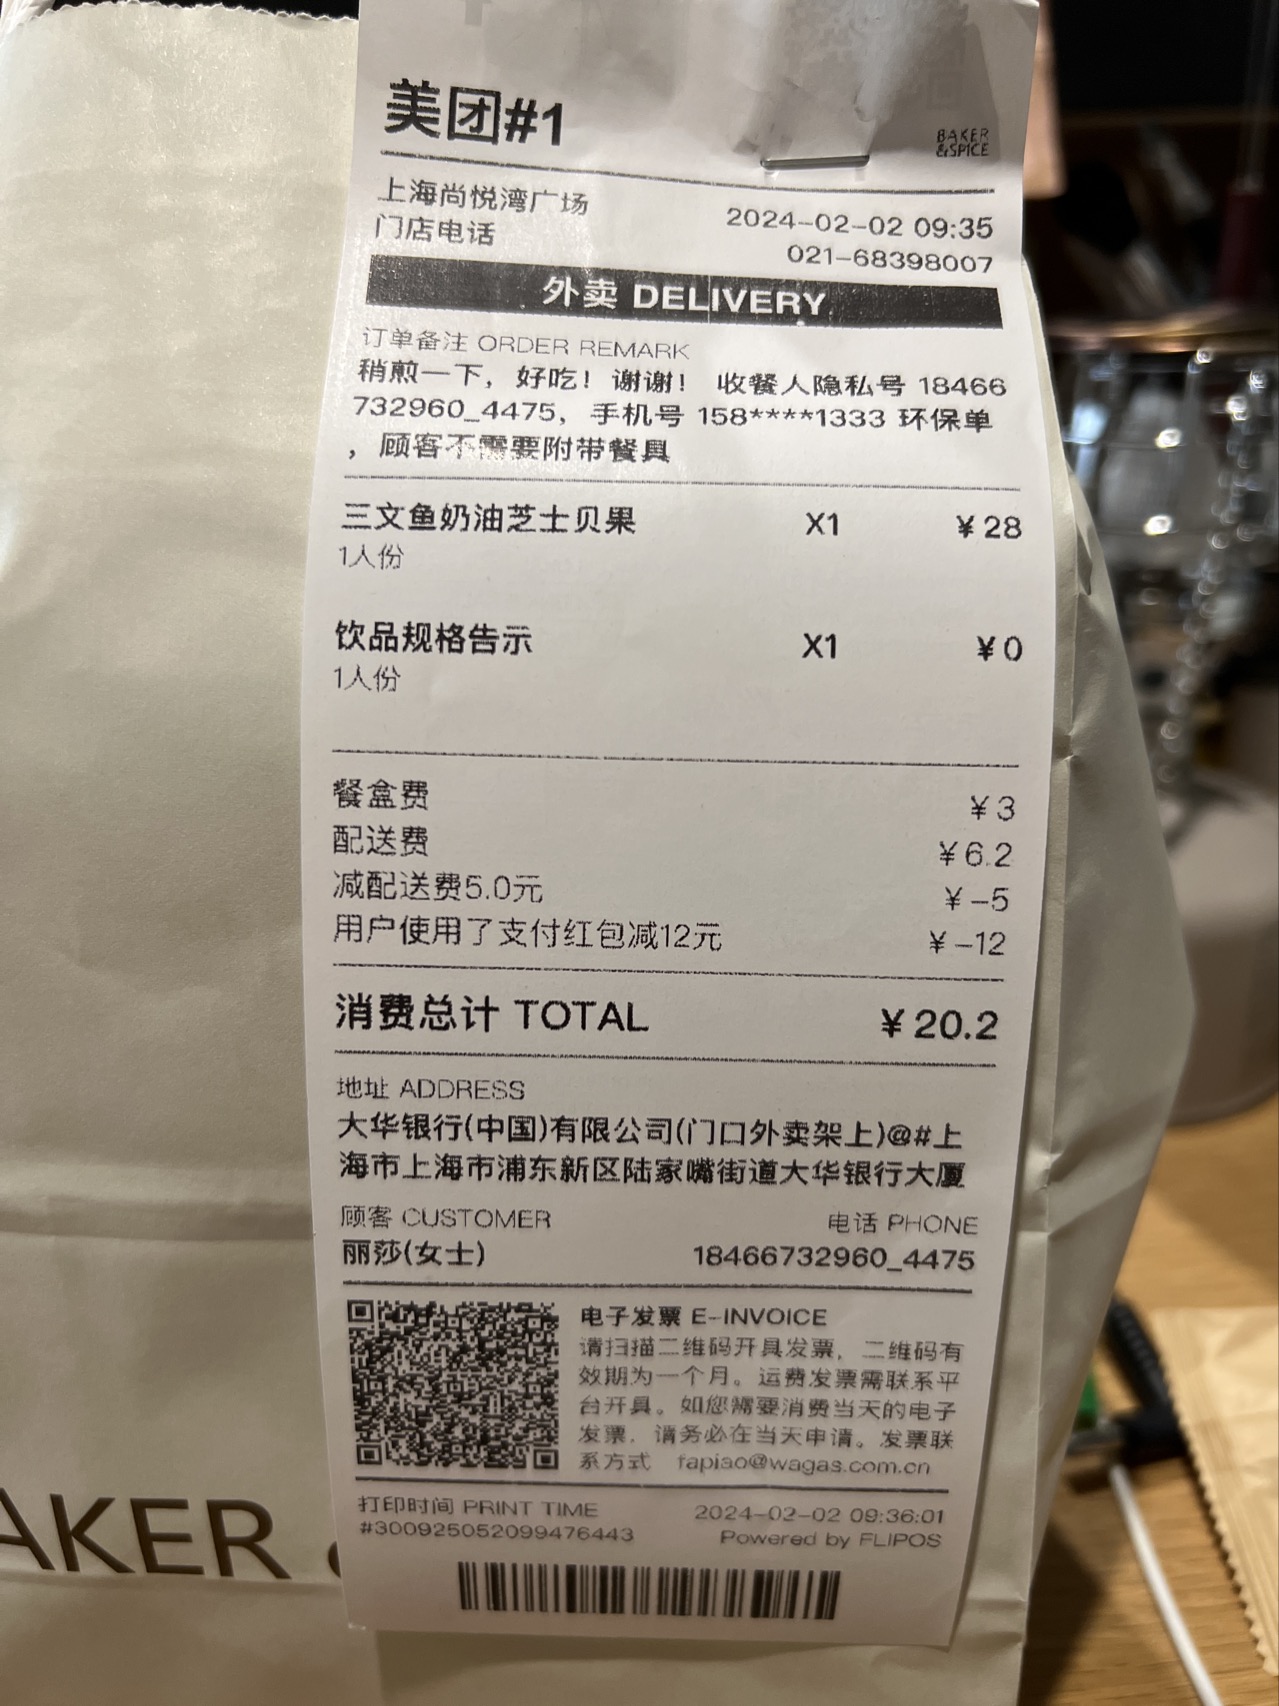 美团#1
BAKER
&SPICE
上海尚悦湾广场
2024-02-02 09:35
门店电话
021-68398007
外卖 DELIVERY
订单备注 ORDER REMARK
稍煎一下，好吃！谢谢！ 收餐人隐私号 18466
732960_4475，手机号 158****1333 环保单
，顾客不需要附带餐具
三文鱼奶油芝士贝果 X1 ¥28
1人份
饮品规格告示 X1 ¥0
1人份
餐盒费 ¥3
配送费 ¥6.2
减配送费5.0元 ¥-5
用户使用了支付红包减12元 ¥-12
消费总计 TOTAL ¥20.2
地址 ADDRESS
大华银行(中国)有限公司(门口外卖架上)@#上
海市上海市浦东新区陆家嘴街道大华银行大厦
顾客 CUSTOMER 电话 PHONE
丽莎(女士) 18466732960_4475
电子发票 E-INVOICE
请扫描二维码开具发票，二维码有
效期为一个月。运费发票需联系平
台开具。如您需要消费当天的电子
发票，请务必在当天申请。发票联
系方式 fapiao@wagas.com.cn
打印时间 PRINT TIME 2024-02-02 09:36:01
#300925052099476443 Powered by FLIPOS
AKER